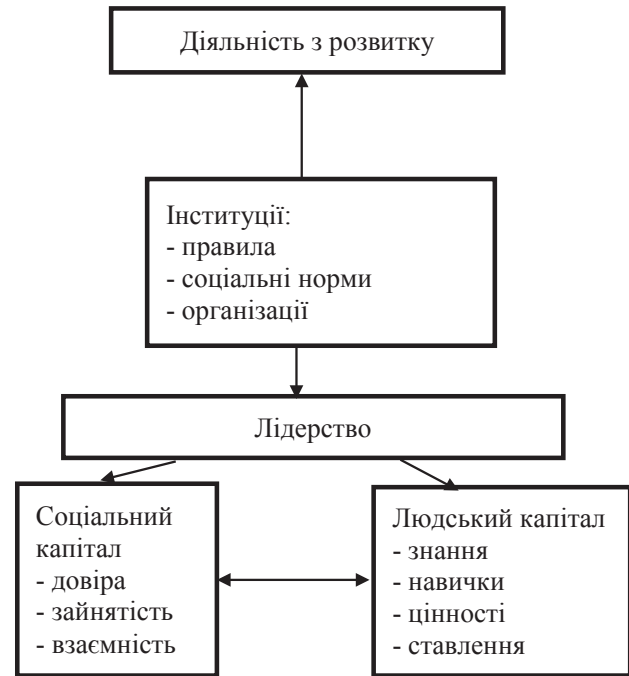 Діяльність з розвитку
Інституції:
- правила
- соціальні норми
- організації
Лідерство
Соціальний
капітал
- довіра
- зайнятість
- взаємність
Людський капітал
- знання
- навички
- цінності
- ставлення